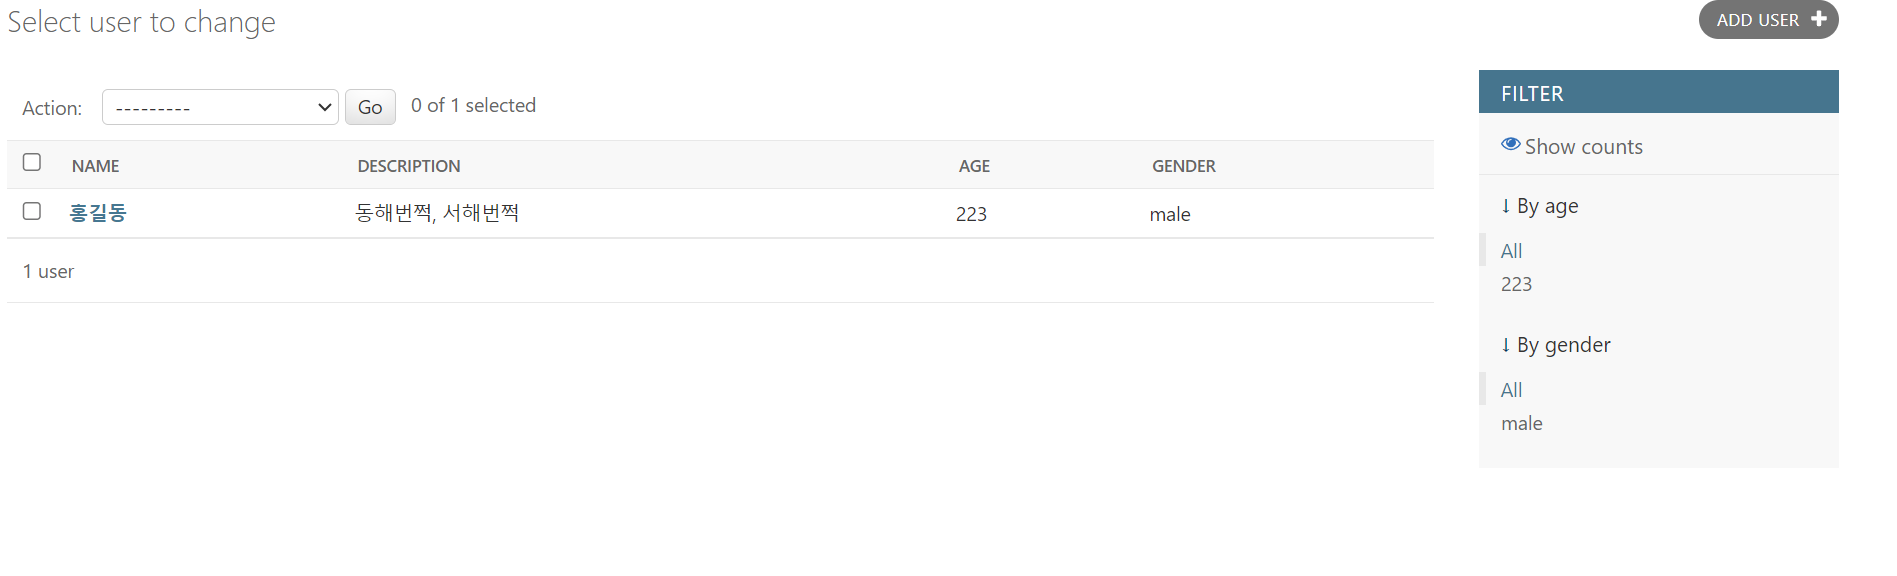 Select user to change
ADD USER
Action: --------- Go 0 of 1 selected
NAME DESCRIPTION AGE GENDER
홍길동 동해번쩍, 서해번쩍 223 male
1 user
FILTER
Show counts
↓ By age
All
223
↓ By gender
All
male